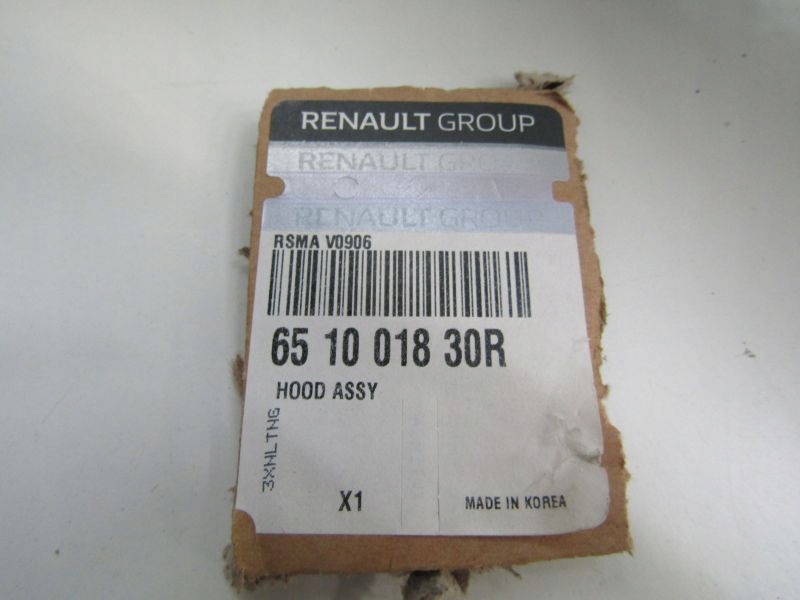 RENAULT GROUP
RENAULT GROUP
RENAULT GROUP
RSMA V0906
65 10 018 30R
HOOD ASSY
3XNLTNG
X1
MADE IN KOREA